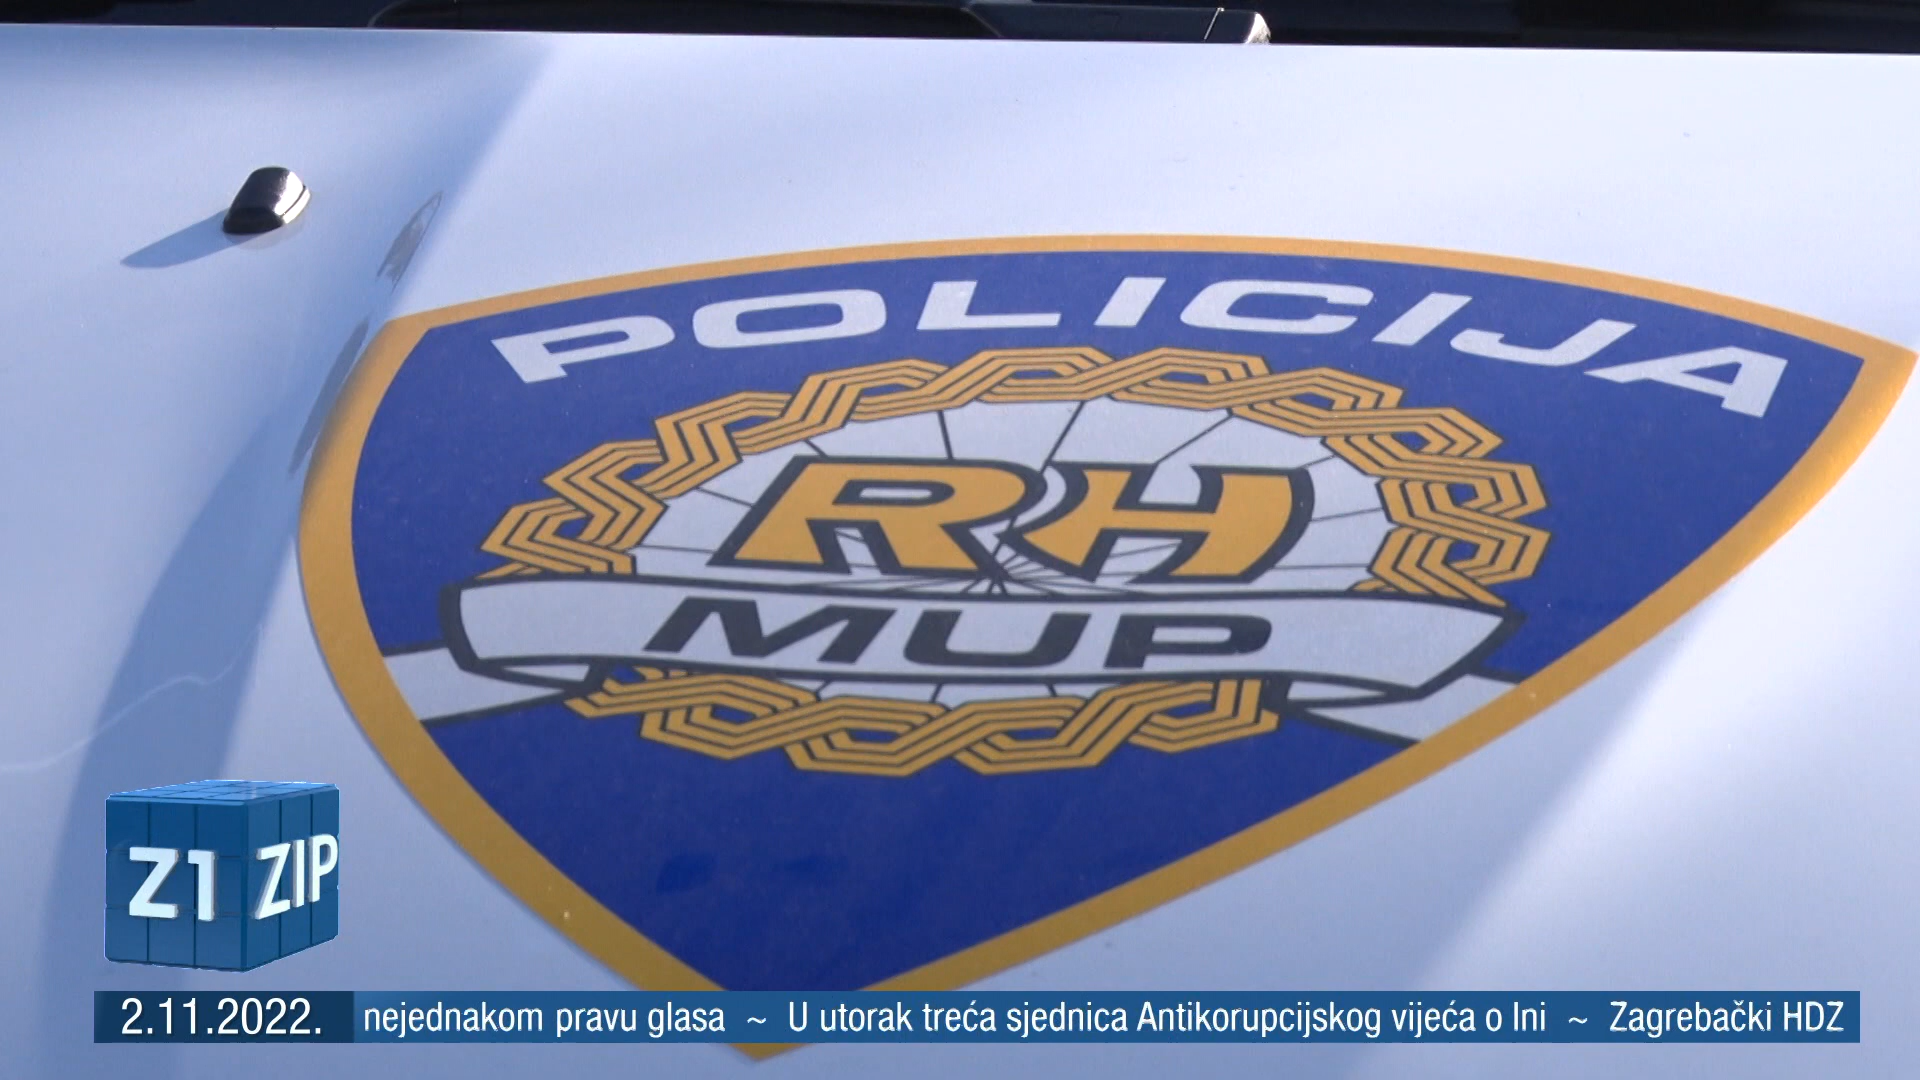 POLICIJA
RH
MUP
Z1 ZIP
2.11.2022. nejednakom pravu glasa ~ U utorak treća sjednica Antikorupcijskog vijeća o Ini ~ Zagrebački HDZ